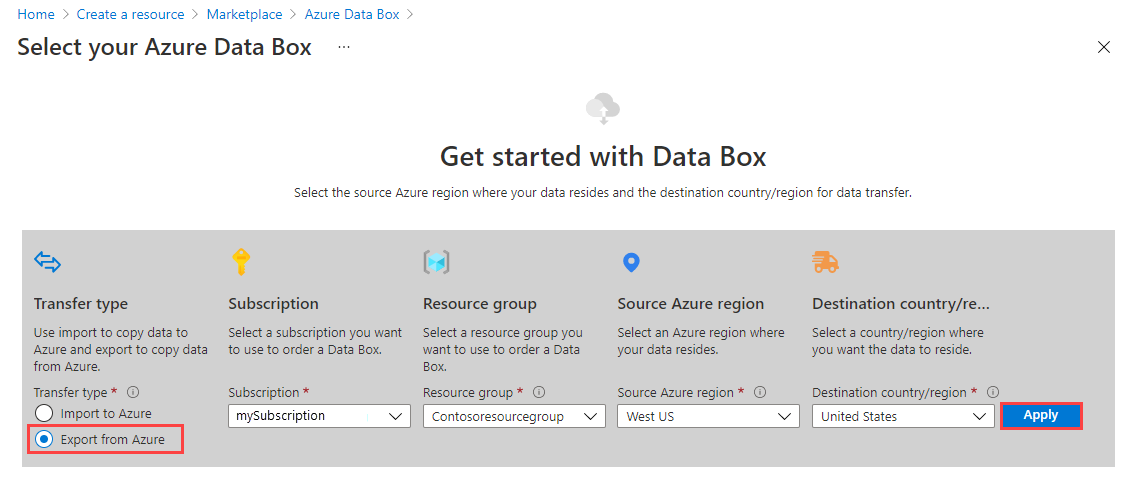 Home > Create a resource > Marketplace > Azure Data Box >
Select your Azure Data Box ...
Get started with Data Box
Select the source Azure region where your data resides and the destination country/region for data transfer.
Transfer type
Use import to copy data to
Azure and export to copy data
from Azure.
Transfer type *
Import to Azure
Export from Azure
Subscription
Select a subscription you want
to use to order a Data Box.
Subscription *
mySubscription
Resource group
Select a resource group you
want to use to order a Data
Box.
Resource group *
Contosoresourcegroup
Source Azure region
Select an Azure region where
your data resides.
Source Azure region *
West US
Destination country/re...
Select a country/region where
you want the data to reside.
Destination country/region *
United States
Apply